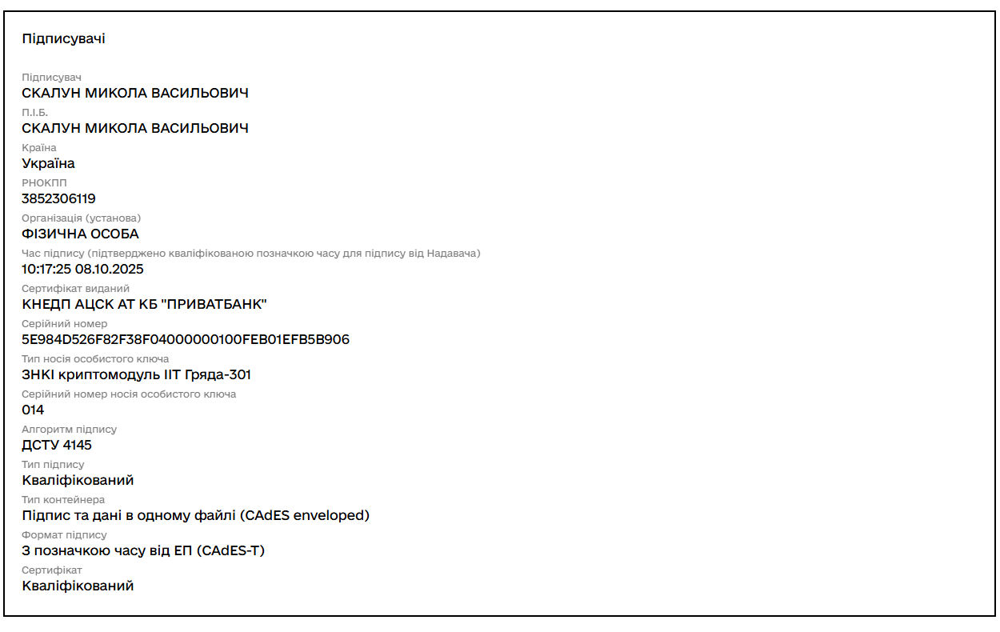 Підписувачі
Підписувач
СКАЛУН МИКОЛА ВАСИЛЬОВИЧ
П.І.Б.
СКАЛУН МИКОЛА ВАСИЛЬОВИЧ
Країна
Україна
РНОКПП
3852306119
Організація (установа)
ФІЗИЧНА ОСОБА
Час підпису (підтверджено кваліфікованою позначкою часу для підпису від Надавача)
10:17:25 08.10.2025
Сертифікат виданий
КНЕДП АЦСК АТ КБ "ПРИВАТБАНК"
Серійний номер
5E984D526F82F38F04000000100FEB01EFB5B906
Тип носія особистого ключа
ЗНКІ криптомодуль ІІТ Гряда-301
Серійний номер носія особистого ключа
014
Алгоритм підпису
ДСТУ 4145
Тип підпису
Кваліфікований
Тип контейнера
Підпис та дані в одному файлі (CAdES enveloped)
Формат підпису
З позначкою часу від ЕП (CAdES-T)
Сертифікат
Кваліфікований